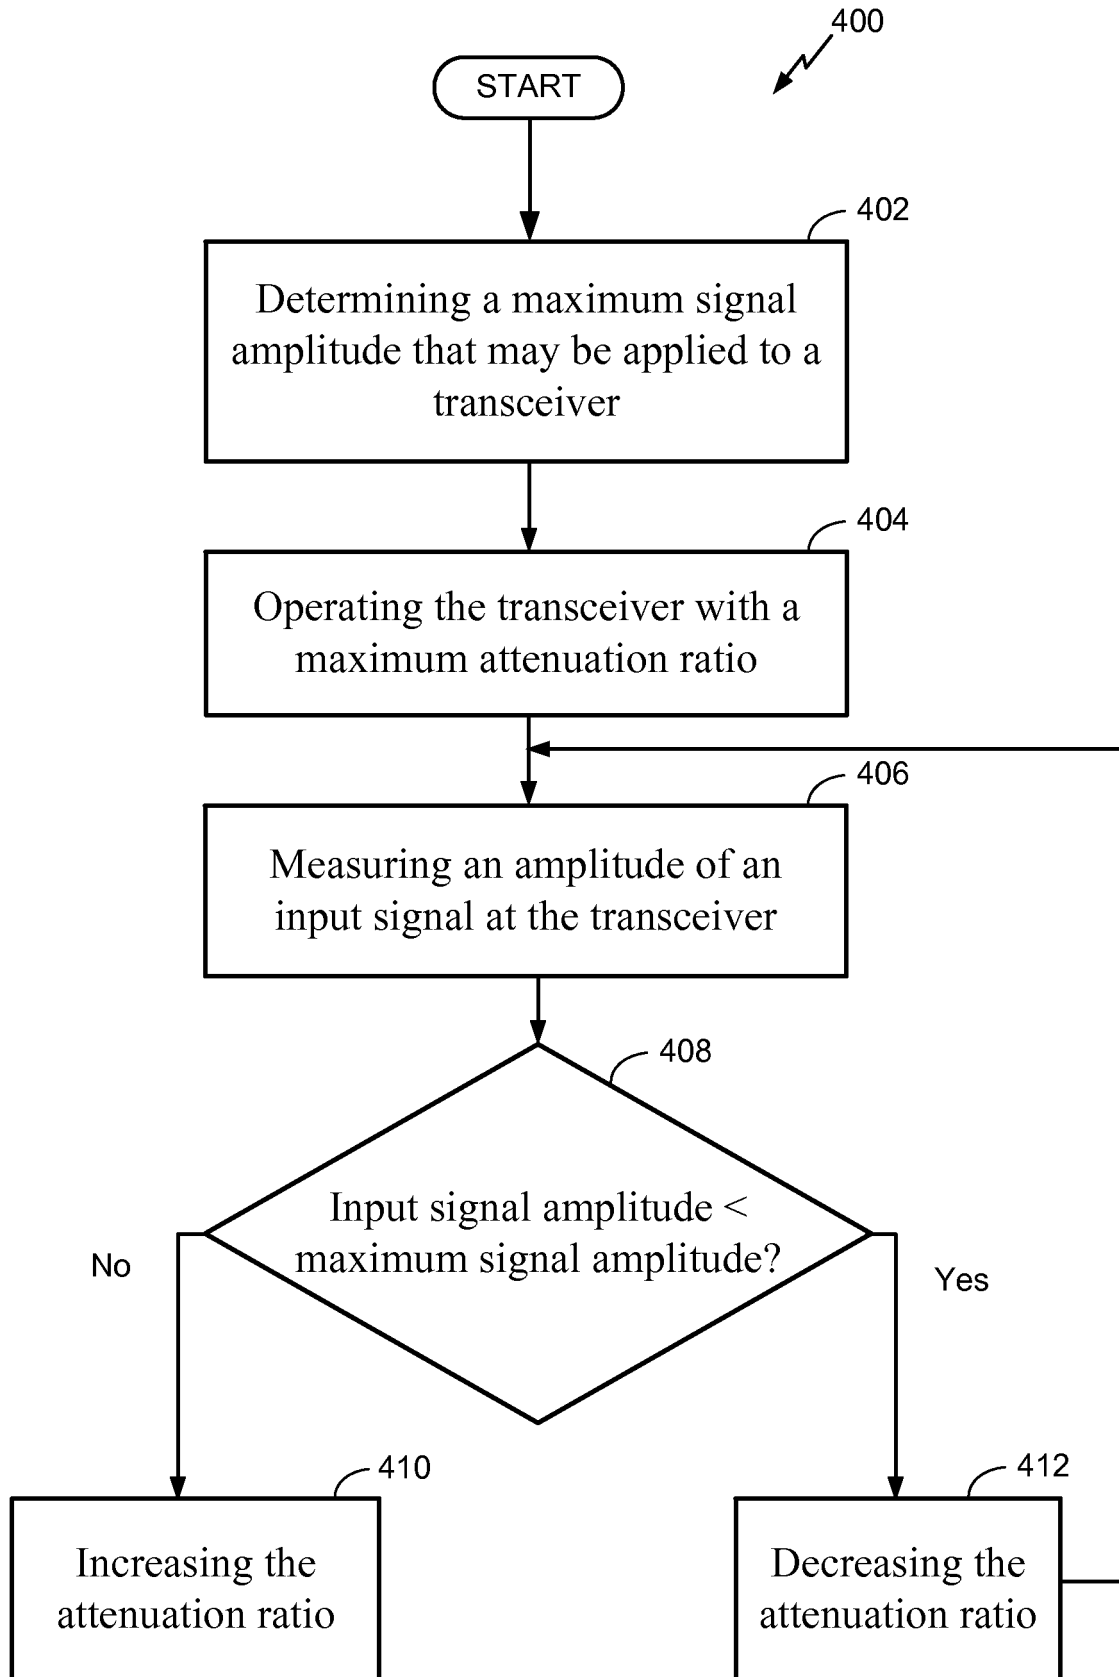 400
START
402
Determining a maximum signal
amplitude that may be applied to a
transceiver
404
Operating the transceiver with a
maximum attenuation ratio
406
Measuring an amplitude of an
input signal at the transceiver
408
Input signal amplitude <
maximum signal amplitude?
No
Yes
410
Increasing the
attenuation ratio
412
Decreasing the
attenuation ratio